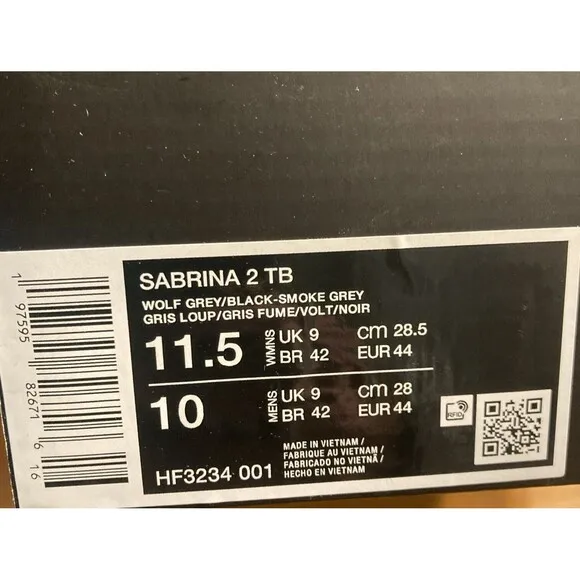 SABRINA 2 TB
WOLF GREY/BLACK-SMOKE GREY
GRIS LOUP/GRIS FUME/VOLT/NOIR
11.5 WMNS UK 9 cm 28.5
BR 42 EUR 44
10 MENS UK 9 cm 28
BR 42 EUR 44
MADE IN VIETNAM /
FABRIQUE AU VIETNAM /
FABRICADO NO VIETNÃ /
HECHO EN VIETNAM
HF3234 001
RFID
1 97595 82671 6 16